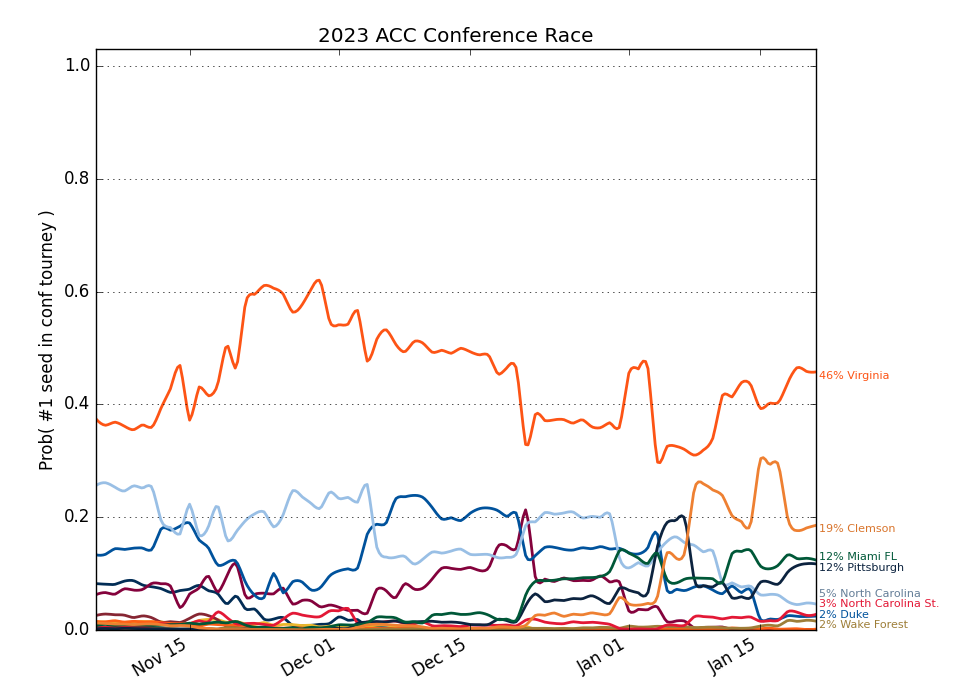 2023 ACC Conference Race
Prob( #1 seed in conf tourney )
1.0
0.8
0.6
0.4
0.2
0.0
Nov 15
Dec 01
Dec 15
Jan 01
Jan 15
46% Virginia
19% Clemson
12% Miami FL
12% Pittsburgh
5% North Carolina
3% North Carolina St.
2% Duke
2% Wake Forest